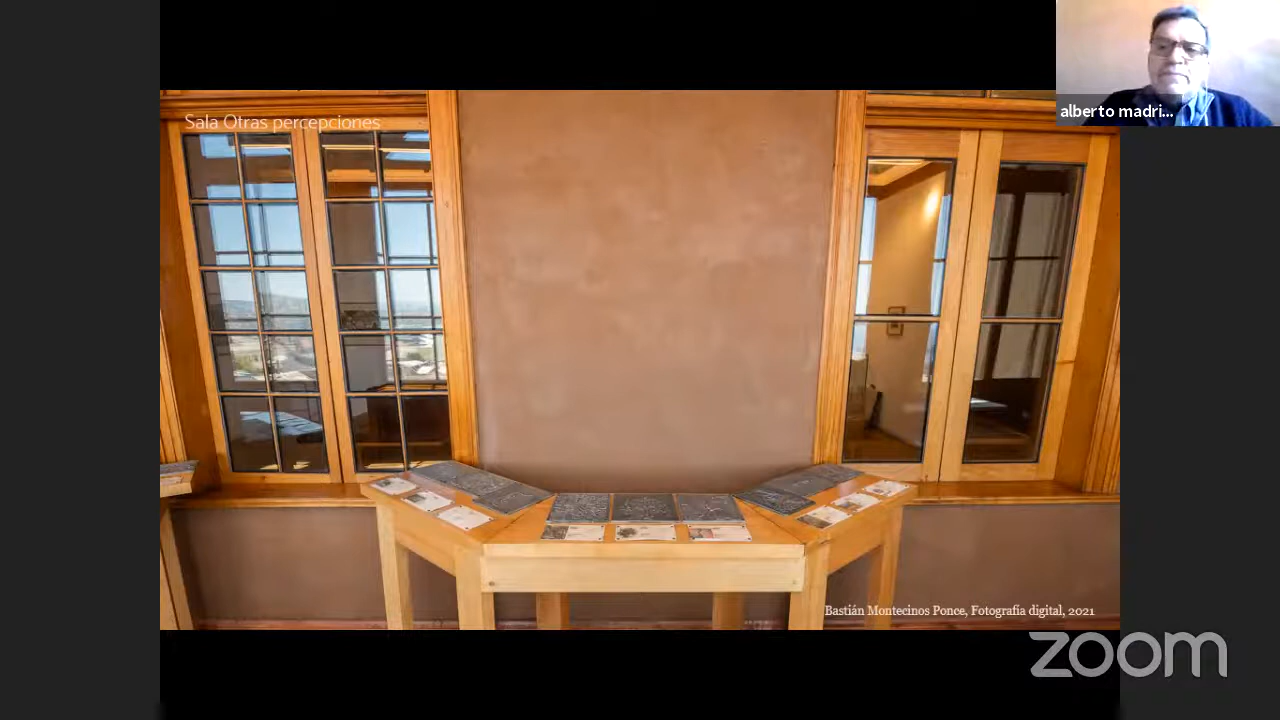 Sala Otras percepciones
alberto madri...
Bastián Montecinos Ponce, Fotografía digital, 2021
zoom